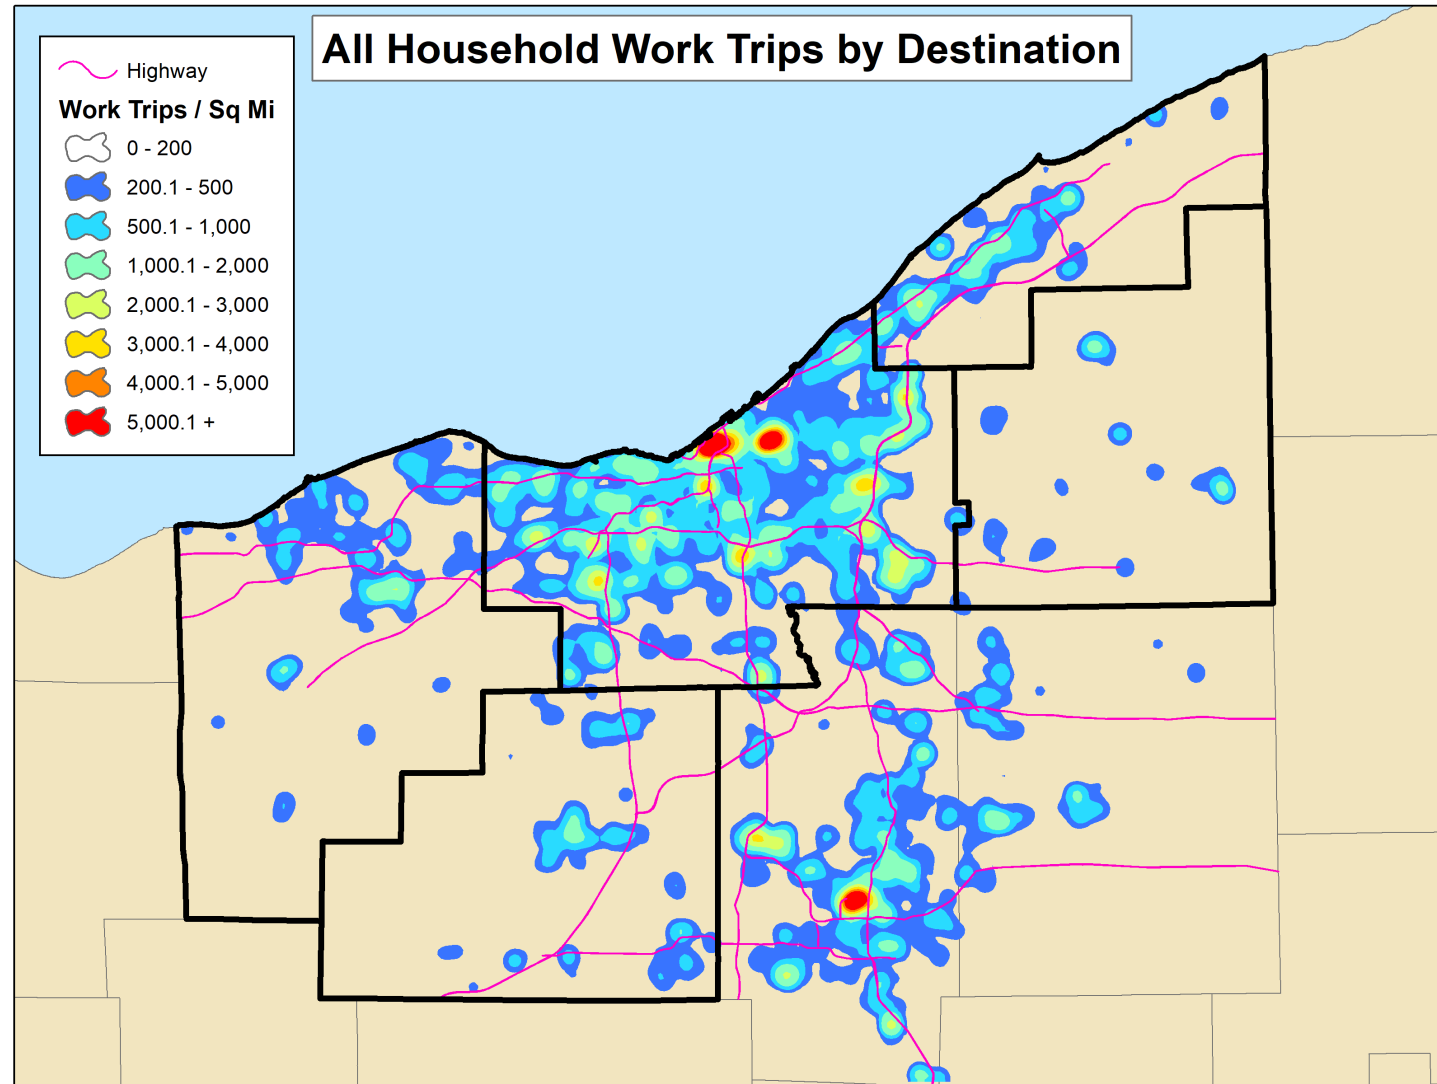 All Household Work Trips by Destination
Highway
Work Trips / Sq Mi
0 - 200
200.1 - 500
500.1 - 1,000
1,000.1 - 2,000
2,000.1 - 3,000
3,000.1 - 4,000
4,000.1 - 5,000
5,000.1 +